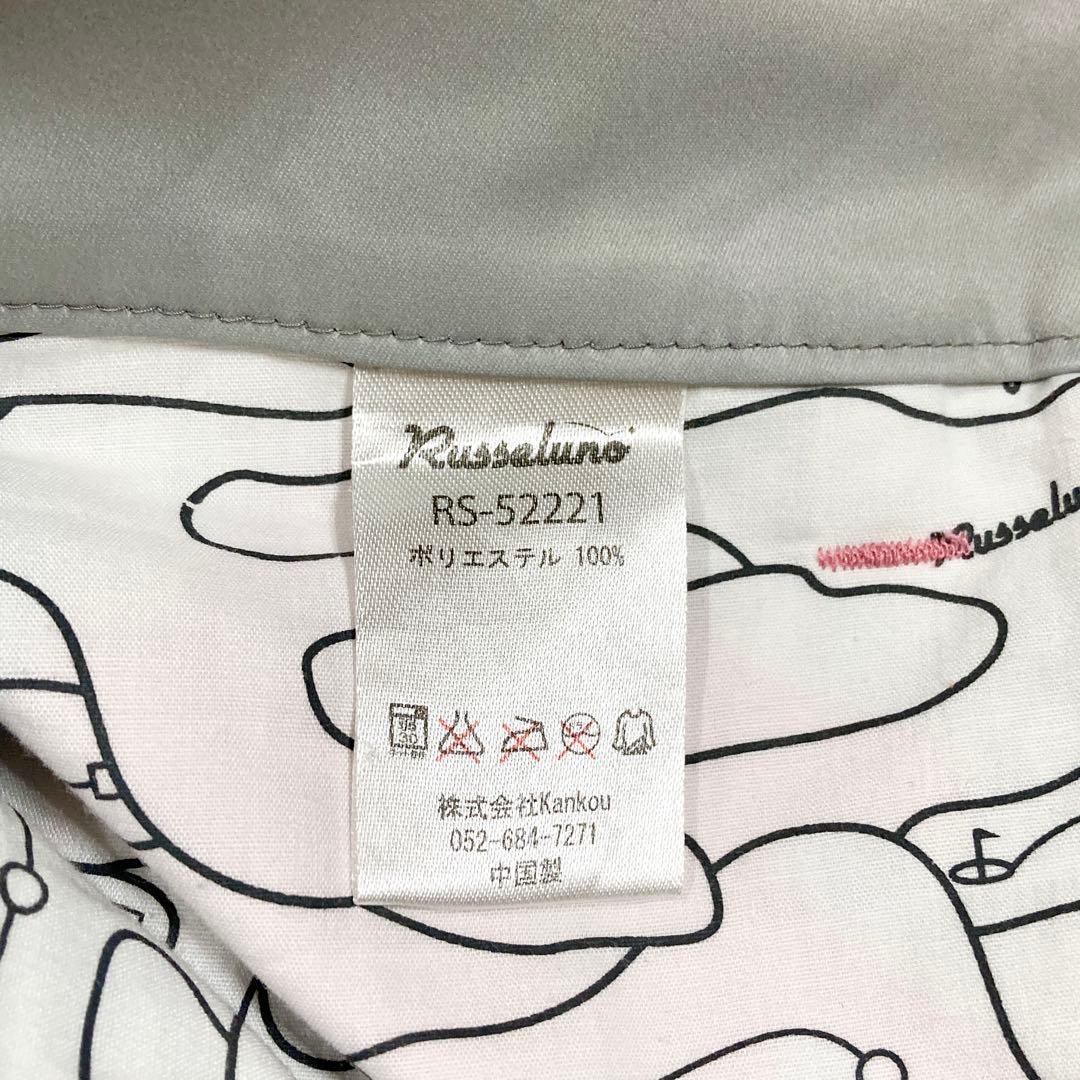 Russeluno
RS-52221
ポリエステル 100%
Russelu
株式会社Kankou
052-684-7271
中国製